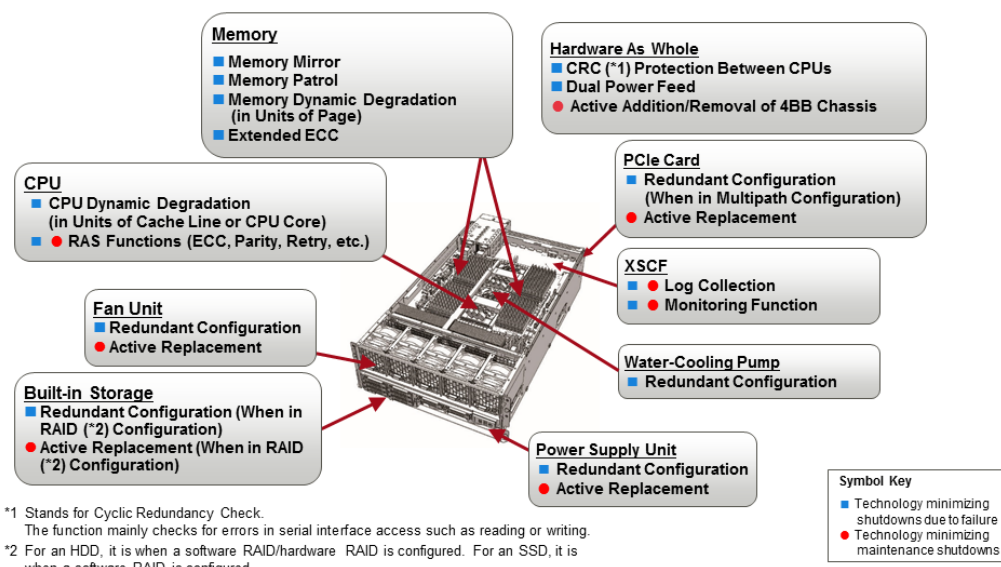 Memory
Memory Mirror
Memory Patrol
Memory Dynamic Degradation
(in Units of Page)
Extended ECC
Hardware As Whole
CRC (*1) Protection Between CPUs
Dual Power Feed
Active Addition/Removal of 4BB Chassis
CPU
CPU Dynamic Degradation
(in Units of Cache Line or CPU Core)
RAS Functions (ECC, Parity, Retry, etc.)
PCIe Card
Redundant Configuration
(When in Multipath Configuration)
Active Replacement
XSCF
Log Collection
Monitoring Function
Fan Unit
Redundant Configuration
Active Replacement
Water-Cooling Pump
Redundant Configuration
Built-in Storage
Redundant Configuration (When in
RAID (*2) Configuration)
Active Replacement (When in RAID
(*2) Configuration)
Power Supply Unit
Redundant Configuration
Active Replacement
Symbol Key
Technology minimizing
shutdowns due to failure
Technology minimizing
maintenance shutdowns
*1 Stands for Cyclic Redundancy Check.
The function mainly checks for errors in serial interface access such as reading or writing.
*2 For an HDD, it is when a software RAID/hardware RAID is configured. For an SSD, it is
when a software RAID is configured